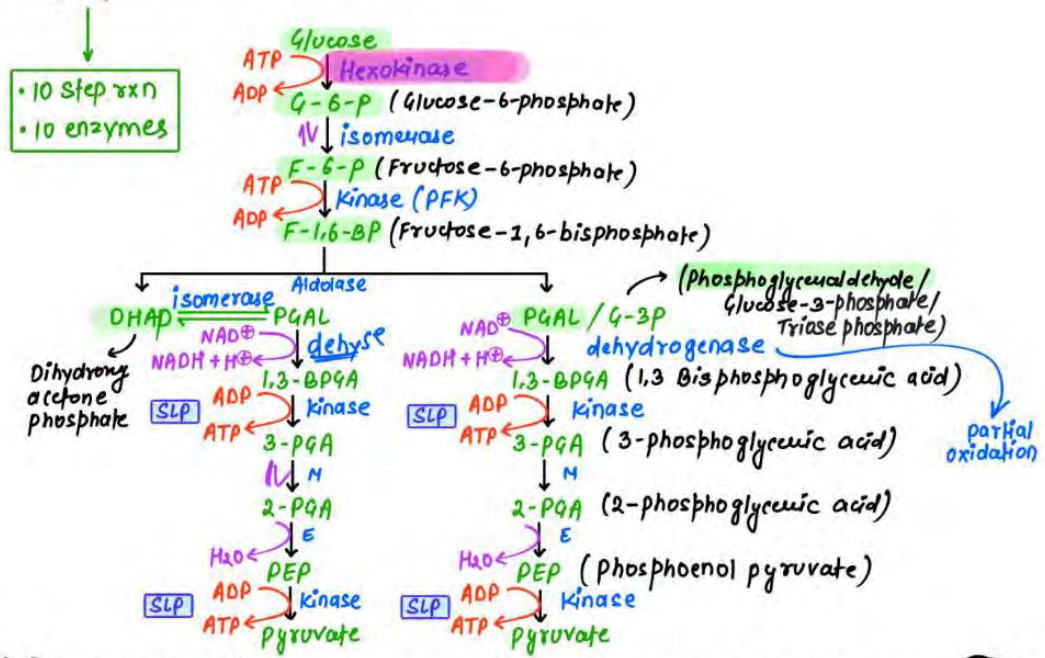 • 10 step rxn
• 10 enzymes
Glucose
ATP
Hexokinase
ADP
G-6-P (Glucose-6-phosphate)
isomerase
F-6-P (Fructose-6-phosphate)
ATP
Kinase (PFK)
ADP
F-1,6-BP (Fructose-1,6-bisphosphate)
Aldolase
(Phosphoglyceraldehyde/
Glucose-3-phosphate/
Triose phosphate)
isomerase
DHAP PGAL
PGAL / G-3P
Dihydroxy
acetone
phosphate
NAD⊕
dehyse
NADH + H⊕
NAD⊕
dehydrogenase
NADH + H⊕
partial
oxidation
1,3-BPGA
1,3-BPGA (1,3 Bisphosphoglyceric acid)
SLP ADP Kinase
ATP
SLP ADP Kinase
ATP
3-PGA
3-PGA (3-phosphoglyceric acid)
M
M
2-PGA
2-PGA (2-phosphoglyceric acid)
E
H2O
E
H2O
PEP
PEP (Phosphoenol pyruvate)
SLP ADP Kinase
ATP
SLP ADP Kinase
ATP
Pyruvate
Pyruvate